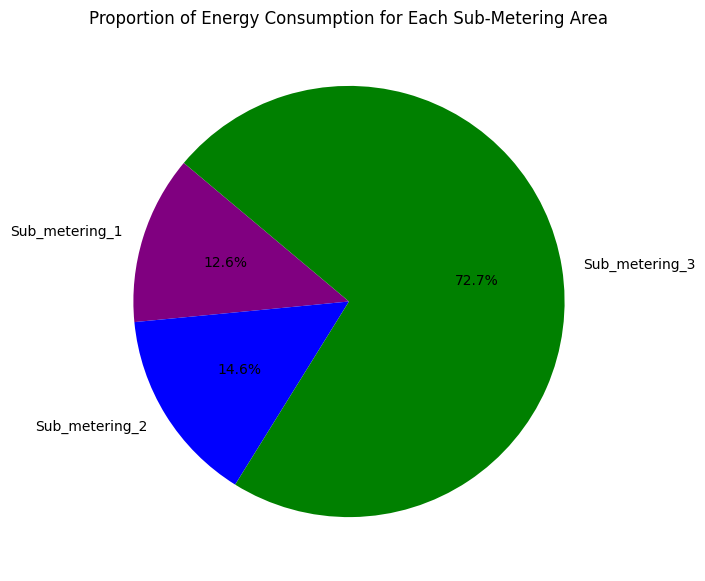 Proportion of Energy Consumption for Each Sub-Metering Area
Sub_metering_1
12.6%
72.7%
Sub_metering_3
14.6%
Sub_metering_2